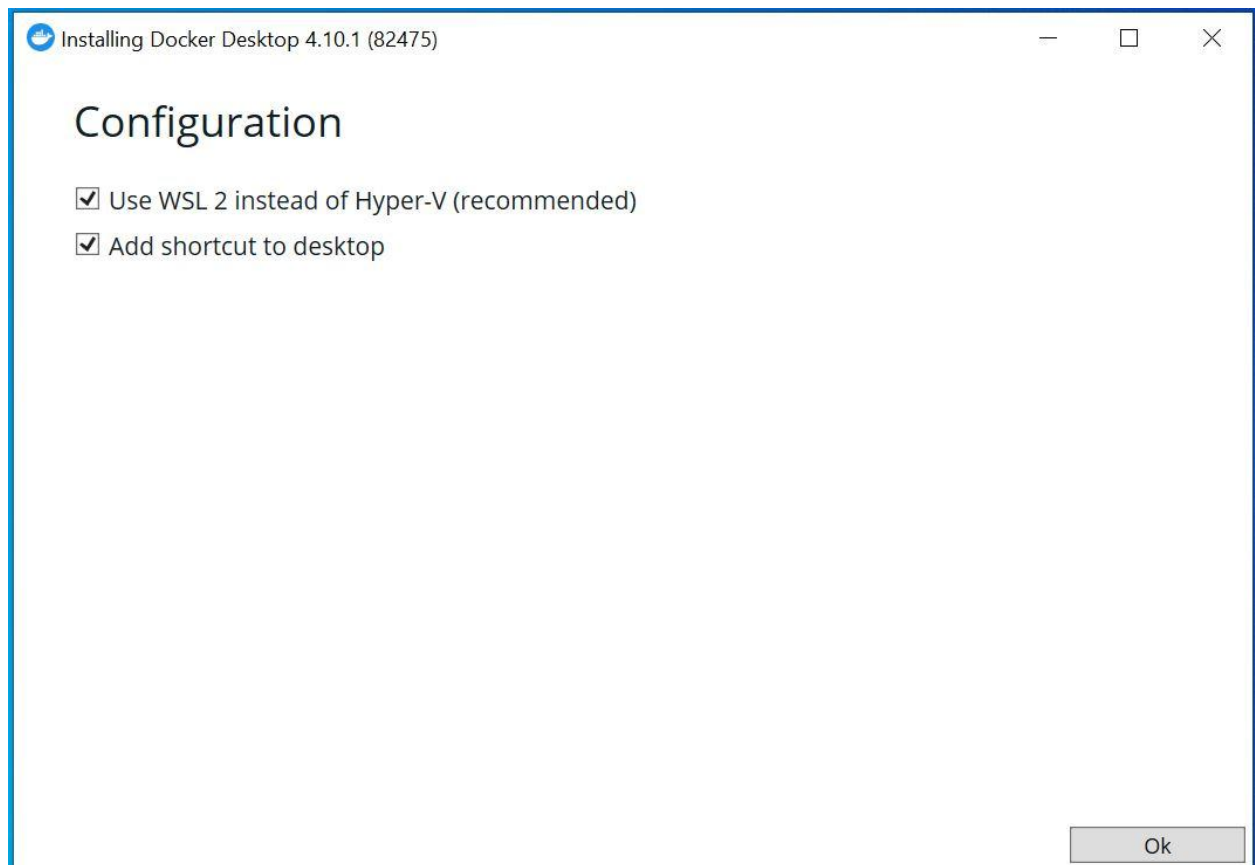 Installing Docker Desktop 4.10.1 (82475)
Configuration
Use WSL 2 instead of Hyper-V (recommended)
Add shortcut to desktop
Ok